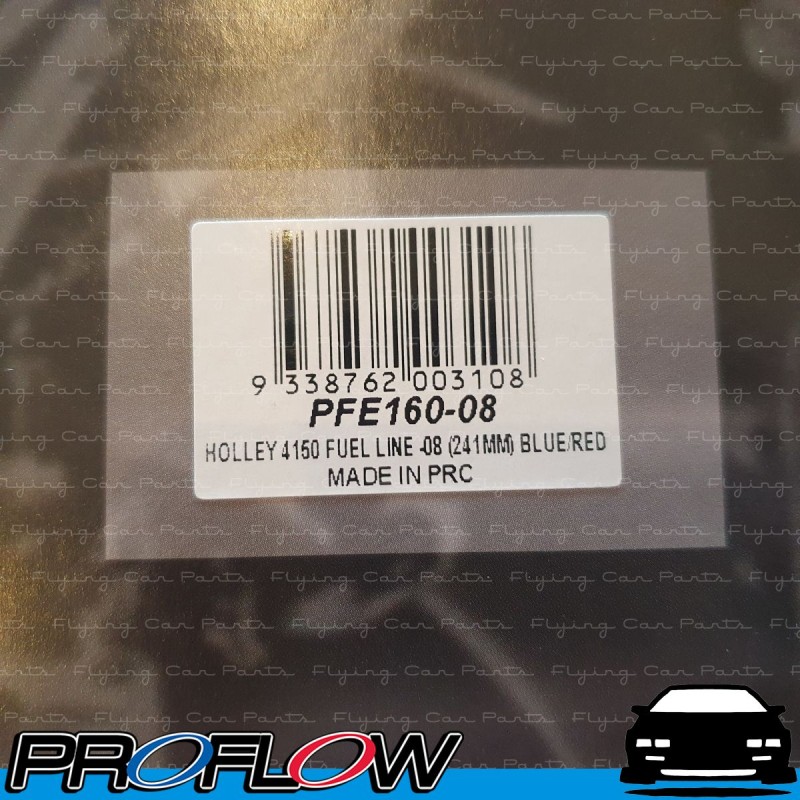 Flying Car Parts
9 338762 003108
PFE160-08
HOLLEY 4150 FUEL LINE -08 (241MM) BLUE/RED
MADE IN PRC
PROFLOW